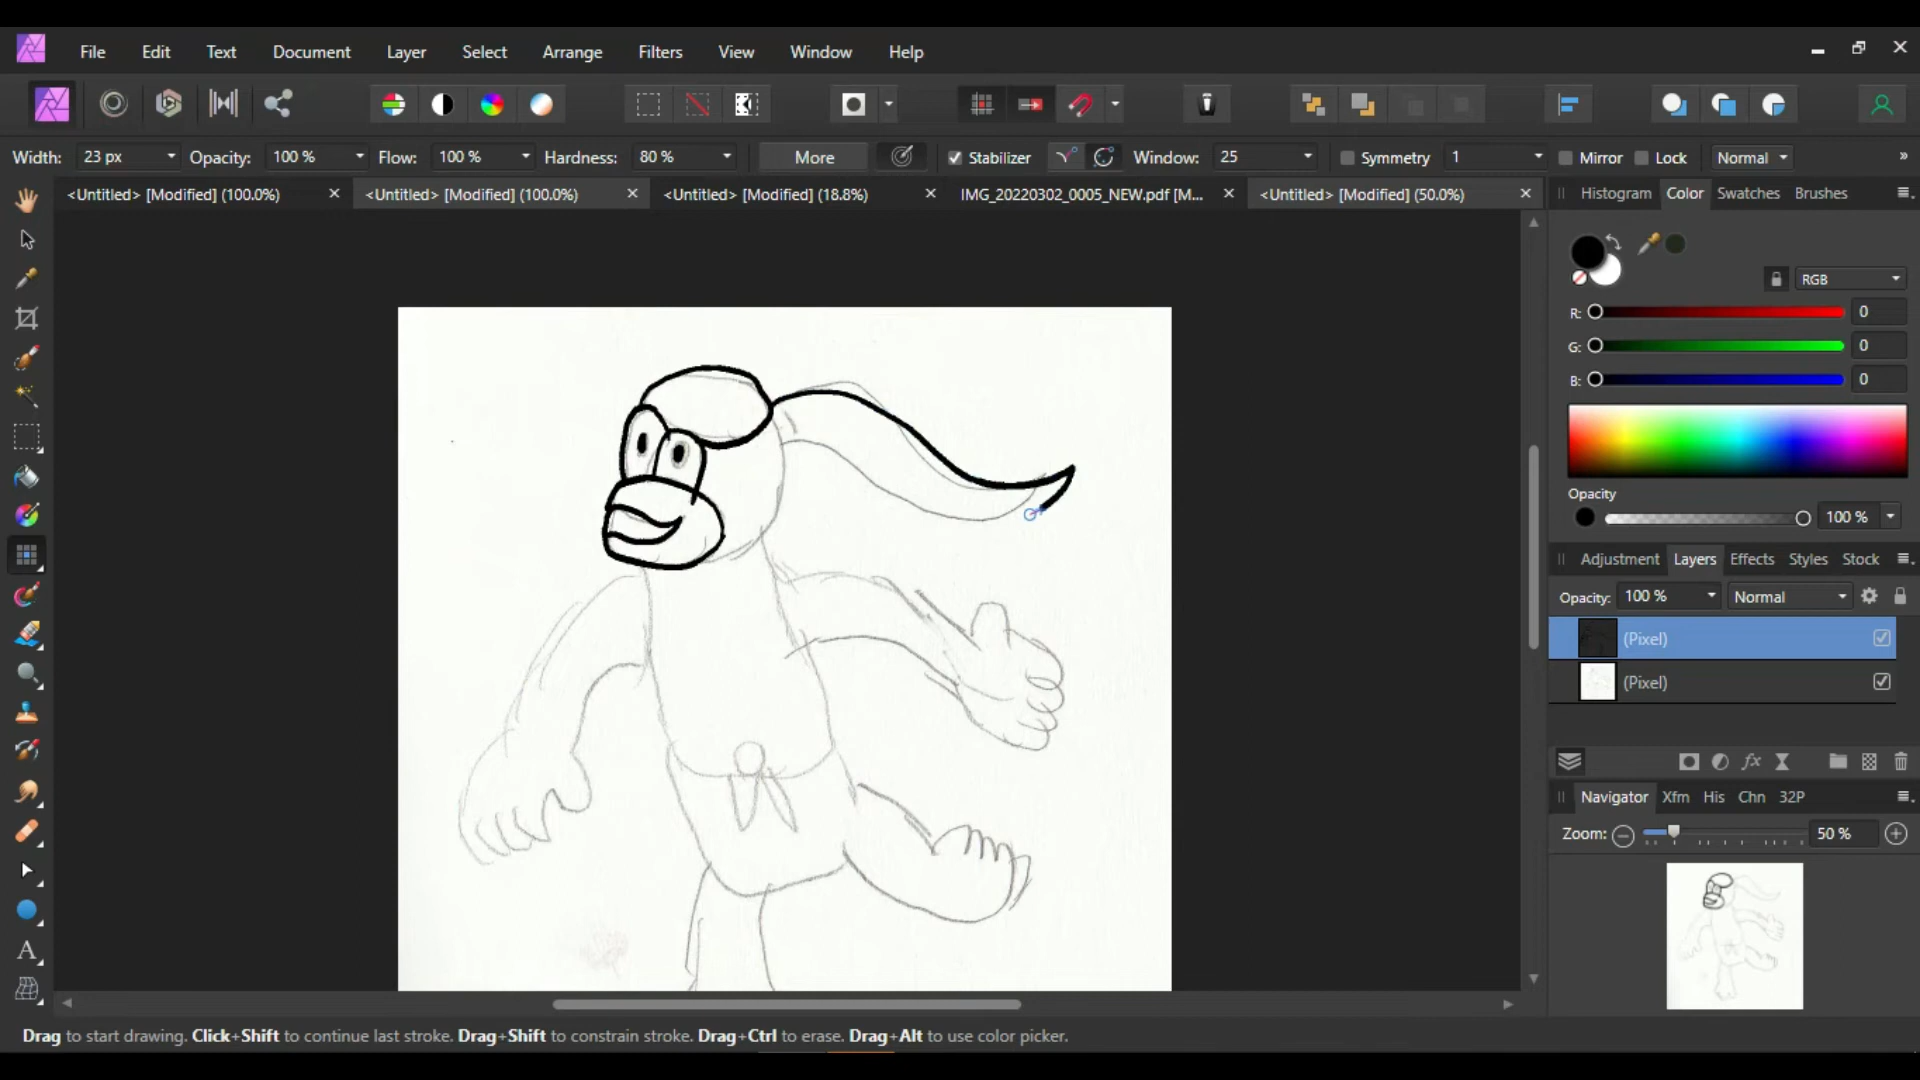 File Edit Text Document Layer Select Arrange Filters View Window Help
Width: 23 px Opacity: 100 % Flow: 100 % Hardness: 80 % More Stabilizer Window: 25 Symmetry 1 Mirror Lock Normal »
<Untitled> [Modified] (100.0%) <Untitled> [Modified] (100.0%) <Untitled> [Modified] (18.8%) IMG_20220302_0005_NEW.pdf [M... <Untitled> [Modified] (50.0%)
Histogram Color Swatches Brushes
RGB
R: 0
G: 0
B: 0
Opacity
100 %
Adjustment Layers Effects Styles Stock
Opacity: 100 % Normal
(Pixel)
(Pixel)
Navigator Xfm His Chn 32P
Zoom: 50 %
Drag to start drawing. Click+Shift to continue last stroke. Drag+Shift to constrain stroke. Drag+Ctrl to erase. Drag+Alt to use color picker.